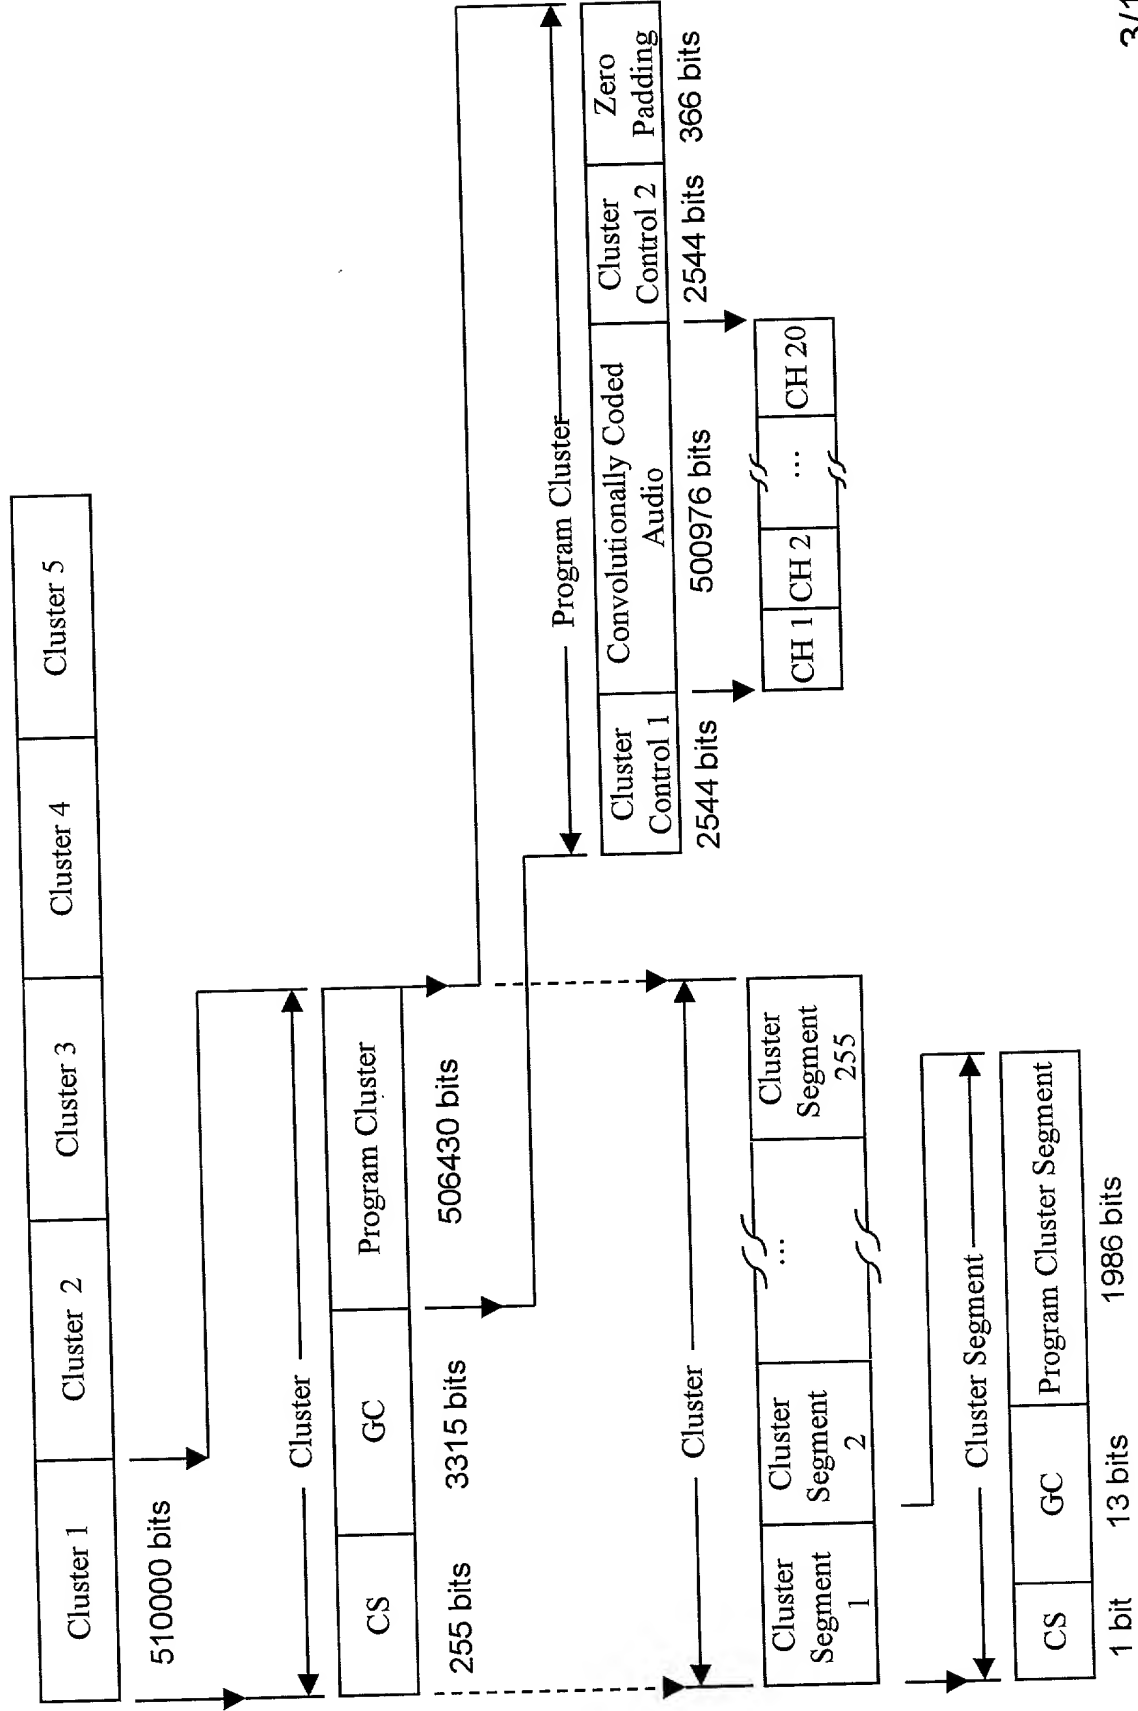 Cluster 1
Cluster 2
Cluster 3
Cluster 4
Cluster 5
510000 bits
Cluster
CS
GC
Program Cluster
255 bits
3315 bits
506430 bits
Program Cluster
Cluster
Control 1
Convolutionally Coded
Audio
Cluster
Control 2
Zero
Padding
2544 bits
500976 bits
2544 bits
366 bits
CH 1
CH 2
...
CH 20
Cluster
Cluster
Segment
1
Cluster
Segment
2
...
Cluster
Segment
255
Cluster Segment
CS
GC
Program Cluster Segment
1 bit
13 bits
1986 bits